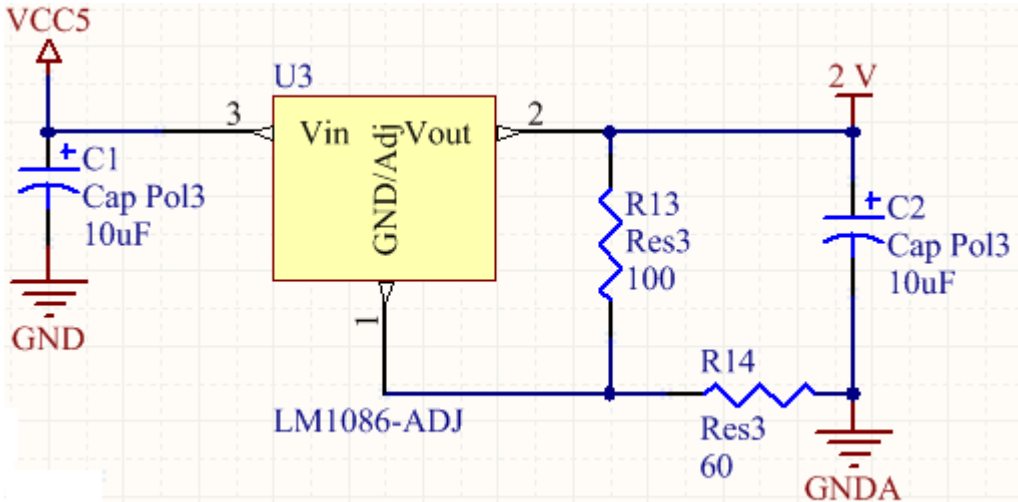 VCC5
U3
2 V
3
Vin
GND/Adj
Vout
2
+
C1
Cap Pol3
10uF
GND
R13
Res3
100
+
C2
Cap Pol3
10uF
1
LM1086-ADJ
R14
Res3
60
GNDA